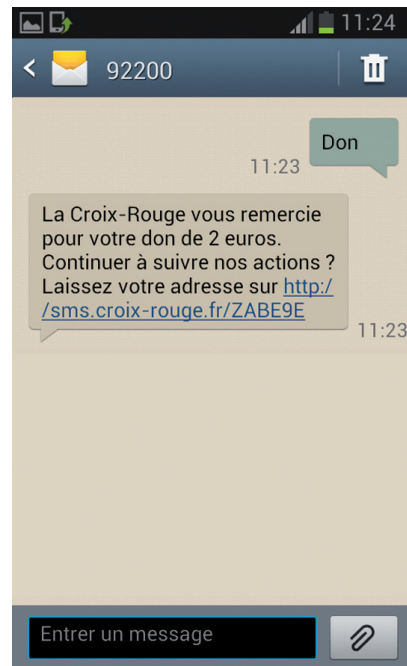 11:24
< 92200
Don
11:23
La Croix-Rouge vous remercie
pour votre don de 2 euros.
Continuer à suivre nos actions ?
Laissez votre adresse sur http:/
/sms.croix-rouge.fr/ZABE9E
11:23
Entrer un message